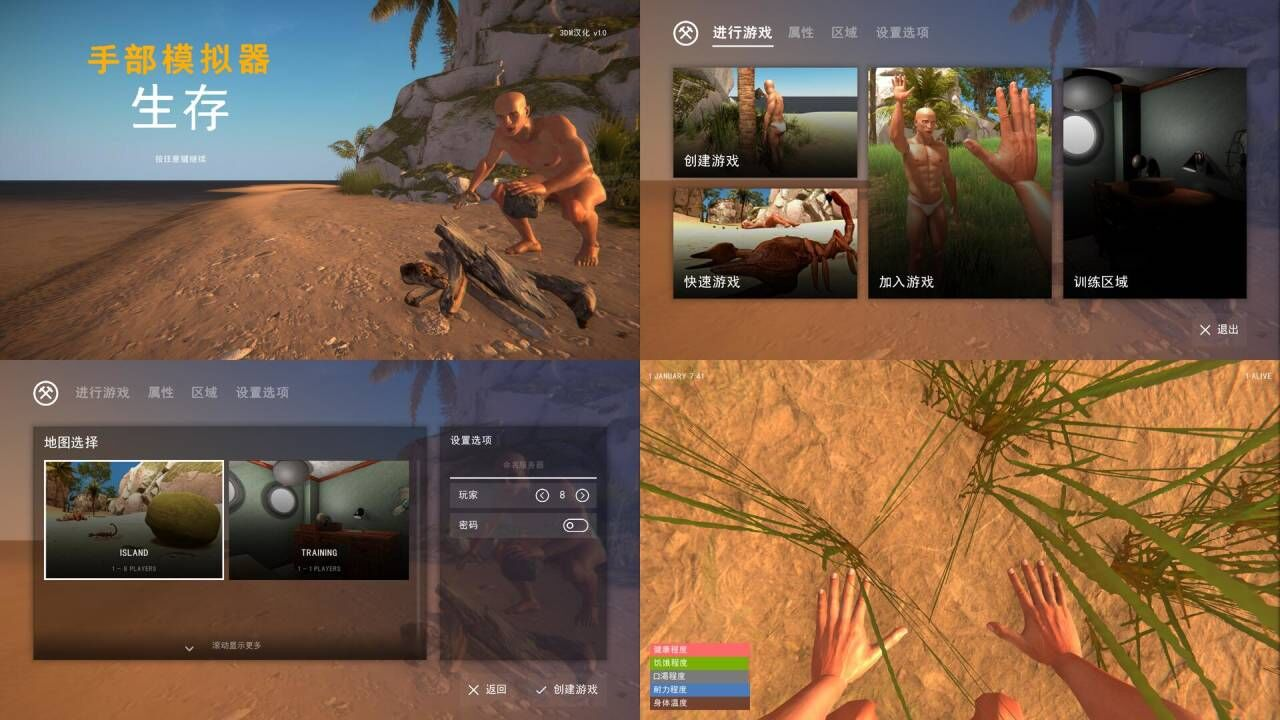 3DM汉化 v1.0
手部模拟器
生存
按任意键继续
进行游戏 属性 区域 设置选项
创建游戏
快速游戏
加入游戏
训练区域
退出
进行游戏 属性 区域 设置选项
地图选择
ISLAND
1 - 8 PLAYERS
TRAINING
1 - 1 PLAYERS
滚动显示更多
设置选项
命名服务器
玩家 8
密码
返回 创建游戏
1 JANUARY 7:41
1 ALIVE
健康程度
饥饿程度
口渴程度
耐力程度
身体温度